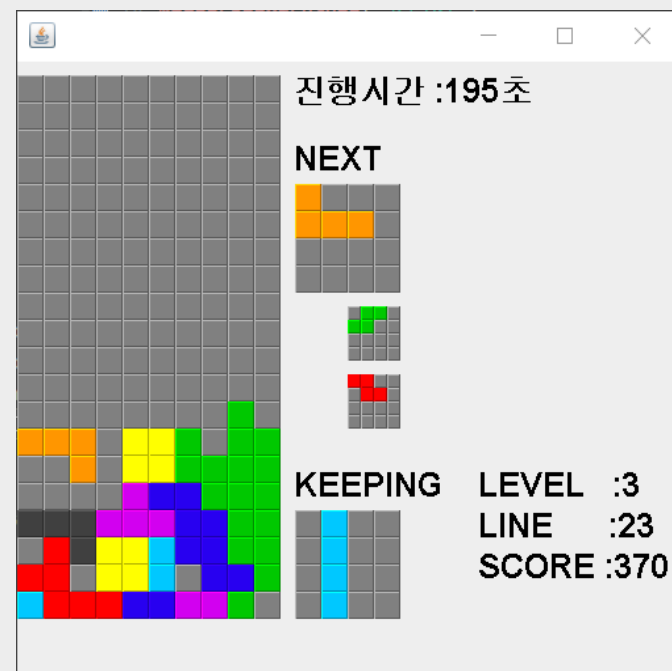 진행시간 :195초
NEXT
KEEPING
LEVEL :3
LINE :23
SCORE :370